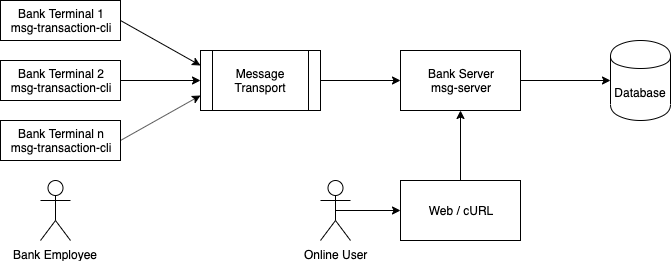 Bank Terminal 1
msg-transaction-cli
Bank Terminal 2
msg-transaction-cli
Bank Terminal n
msg-transaction-cli
Message
Transport
Bank Server
msg-server
Database
Web / cURL
Bank Employee
Online User